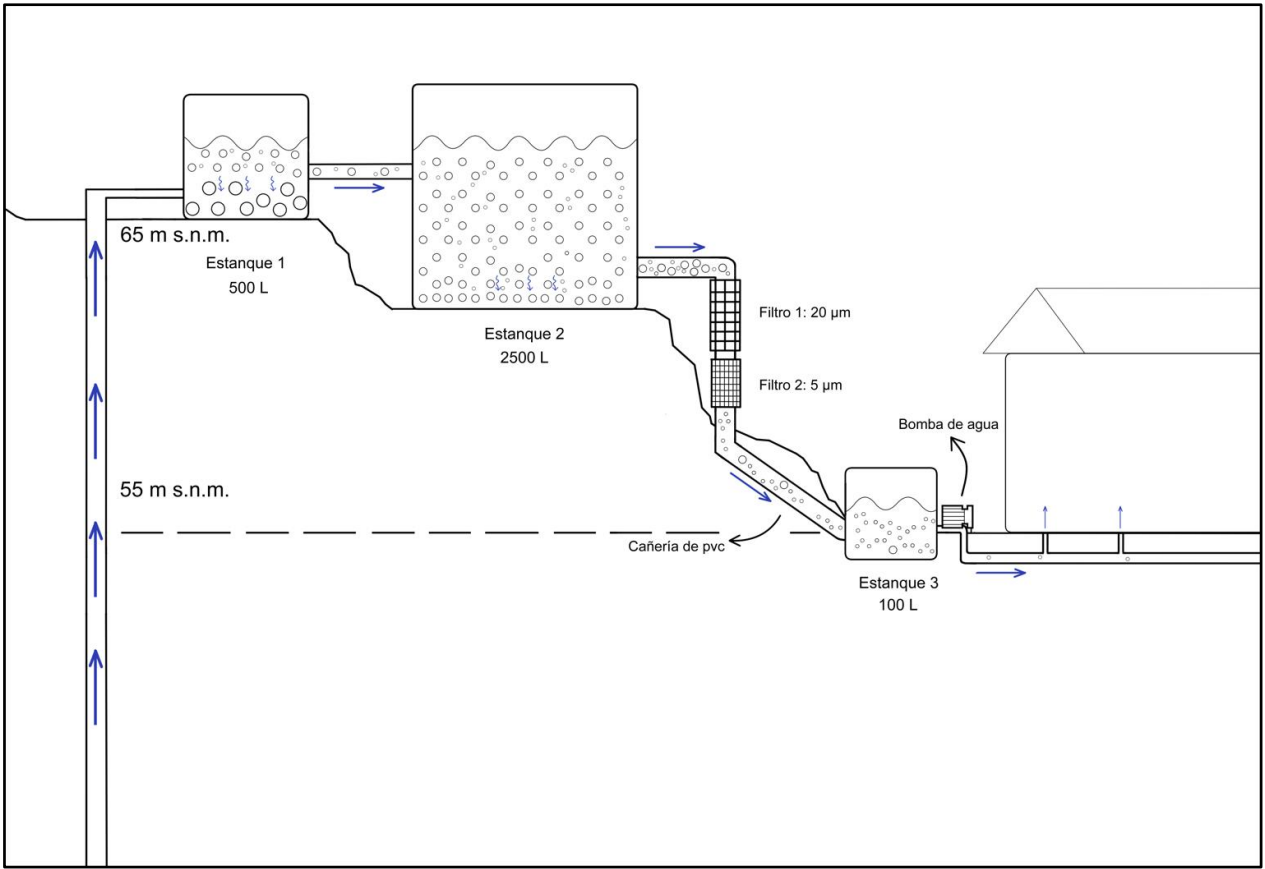 65 m s.n.m.
Estanque 1
500 L
Estanque 2
2500 L
Filtro 1: 20 μm
Filtro 2: 5 μm
Bomba de agua
55 m s.n.m.
Cañería de pvc
Estanque 3
100 L